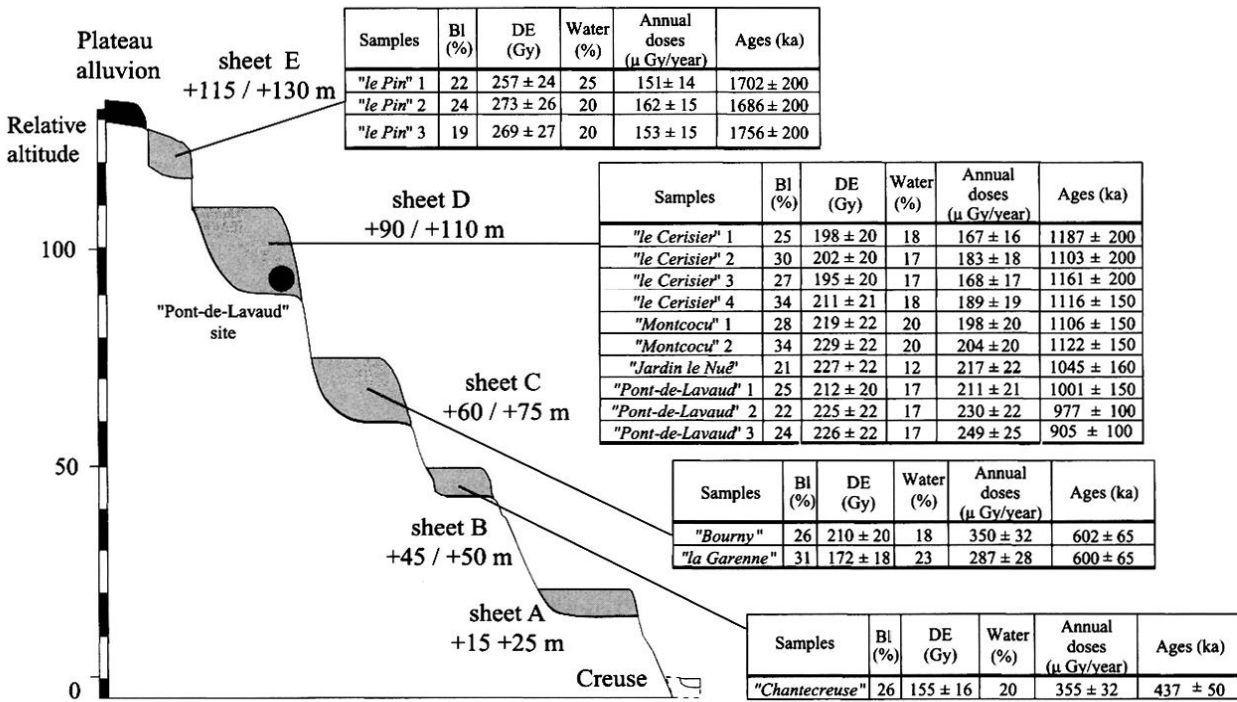 Plateau
alluvion
sheet E
+115 / +130 m
Samples Bl (%) DE (Gy) Water (%) Annual doses (μ Gy/year) Ages (ka)
"le Pin" 1 22 257 ± 24 25 151± 14 1702 ± 200
"le Pin" 2 24 273 ± 26 20 162 ± 15 1686 ± 200
"le Pin" 3 19 269 ± 27 20 153 ± 15 1756 ± 200
Relative
altitude
100
50
0
sheet D
+90 / +110 m
"Pont-de-Lavaud"
site
Samples Bl (%) DE (Gy) Water (%) Annual doses (μ Gy/year) Ages (ka)
"le Cerisier" 1 25 198 ± 20 18 167 ± 16 1187 ± 200
"le Cerisier" 2 30 202 ± 20 17 183 ± 18 1103 ± 200
"le Cerisier" 3 27 195 ± 20 17 168 ± 17 1161 ± 200
"le Cerisier" 4 34 211 ± 21 18 189 ± 19 1116 ± 150
"Montcocu" 1 28 219 ± 22 20 198 ± 20 1106 ± 150
"Montcocu" 2 34 229 ± 22 20 204 ± 20 1122 ± 150
"Jardin le Nué" 21 227 + 22 12 217 ± 22 1045 ± 160
"Pont-de-Lavaud" 1 25 212 ± 20 17 211 ± 21 1001 ± 150
"Pont-de-Lavaud" 2 22 225 ± 22 17 230 ± 22 977 ± 100
"Pont-de-Lavaud" 3 24 226 ± 22 17 249 ± 25 905 ± 100
sheet C
+60 / +75 m
Samples Bl (%) DE (Gy) Water (%) Annual doses (μ Gy/year) Ages (ka)
"Bourny" 26 210 ± 20 18 350 ± 32 602 ± 65
"la Garenne" 31 172 ± 18 23 287 ± 28 600 ± 65
sheet B
+45 / +50 m
Samples Bl (%) DE (Gy) Water (%) Annual doses (μ Gy/year) Ages (ka)
"Chantecreuse" 26 155 ± 16 20 355 ± 32 437 ± 50
sheet A
+15 +25 m
Creuse